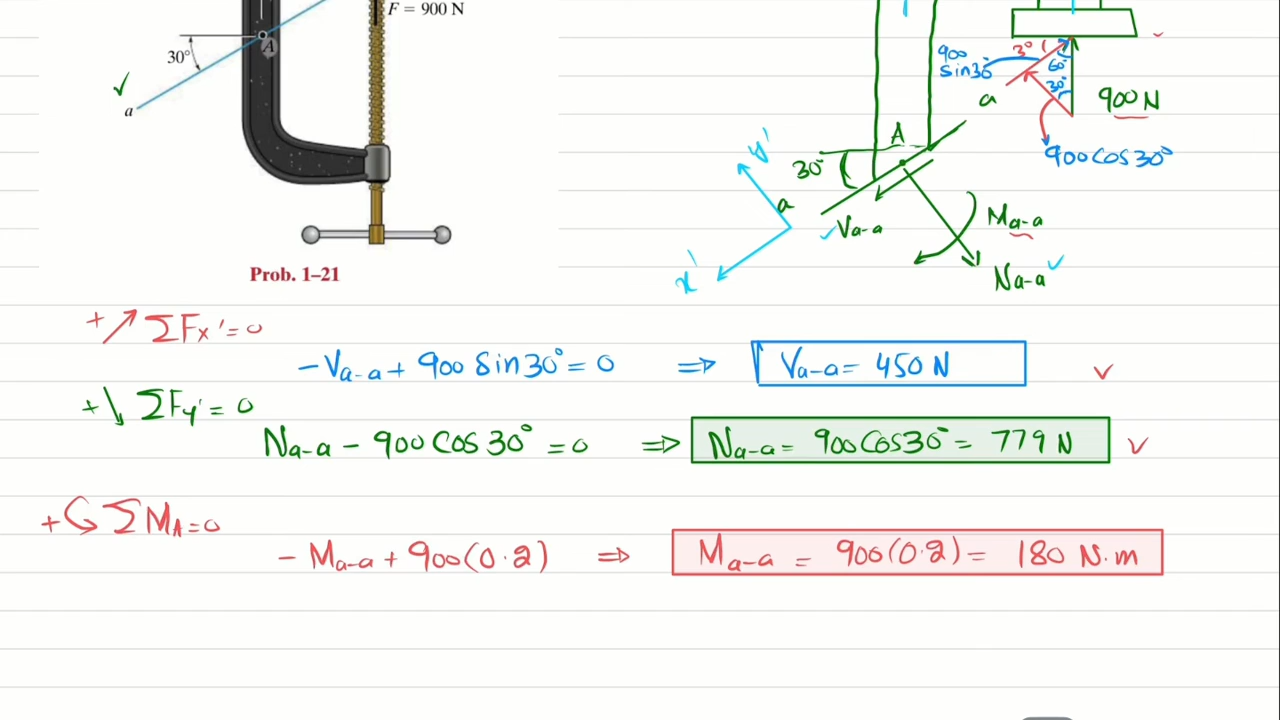 F = 900 N
A
30°
a
Prob. 1–21
900 sin30°
30°
60°
30°
a
900 N
900 cos 30°
A
30°
y'
a
Va-a
Ma-a
x'
Na-a
+↗ ΣFx' = 0
-Va-a + 900 Sin 30° = 0 ⇒ Va-a = 450 N
+↘ ΣFy' = 0
Na-a - 900 Cos 30° = 0 ⇒ Na-a = 900 Cos30° = 779 N
+↺ ΣMA = 0
- Ma-a + 900(0.2) ⇒ Ma-a = 900(0.2) = 180 N.m